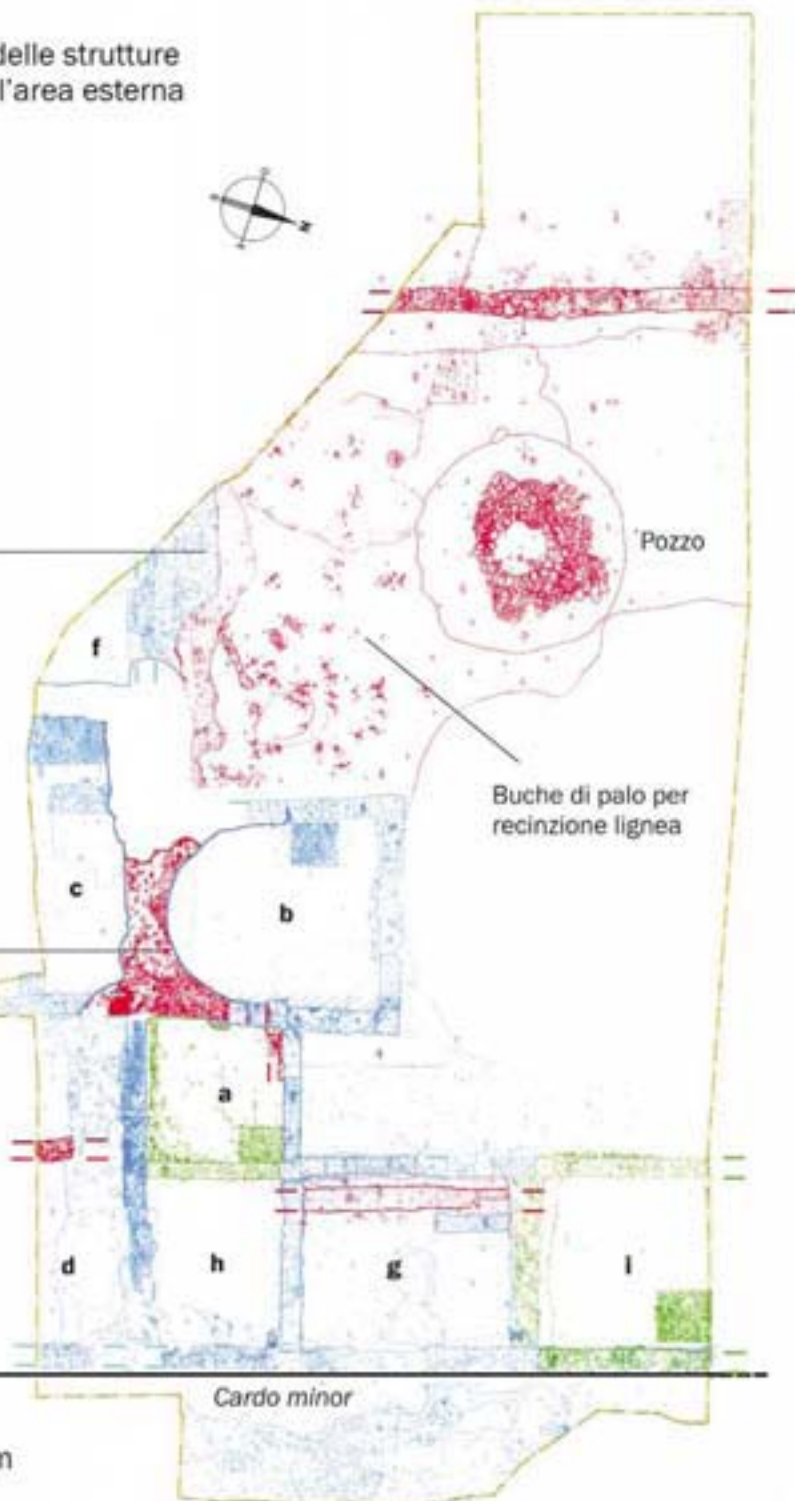 delle strutture
l'area esterna
N
Pozzo
f
Buche di palo per
recinzione lignea
c
b
a
d
h
g
i
Cardo minor
m